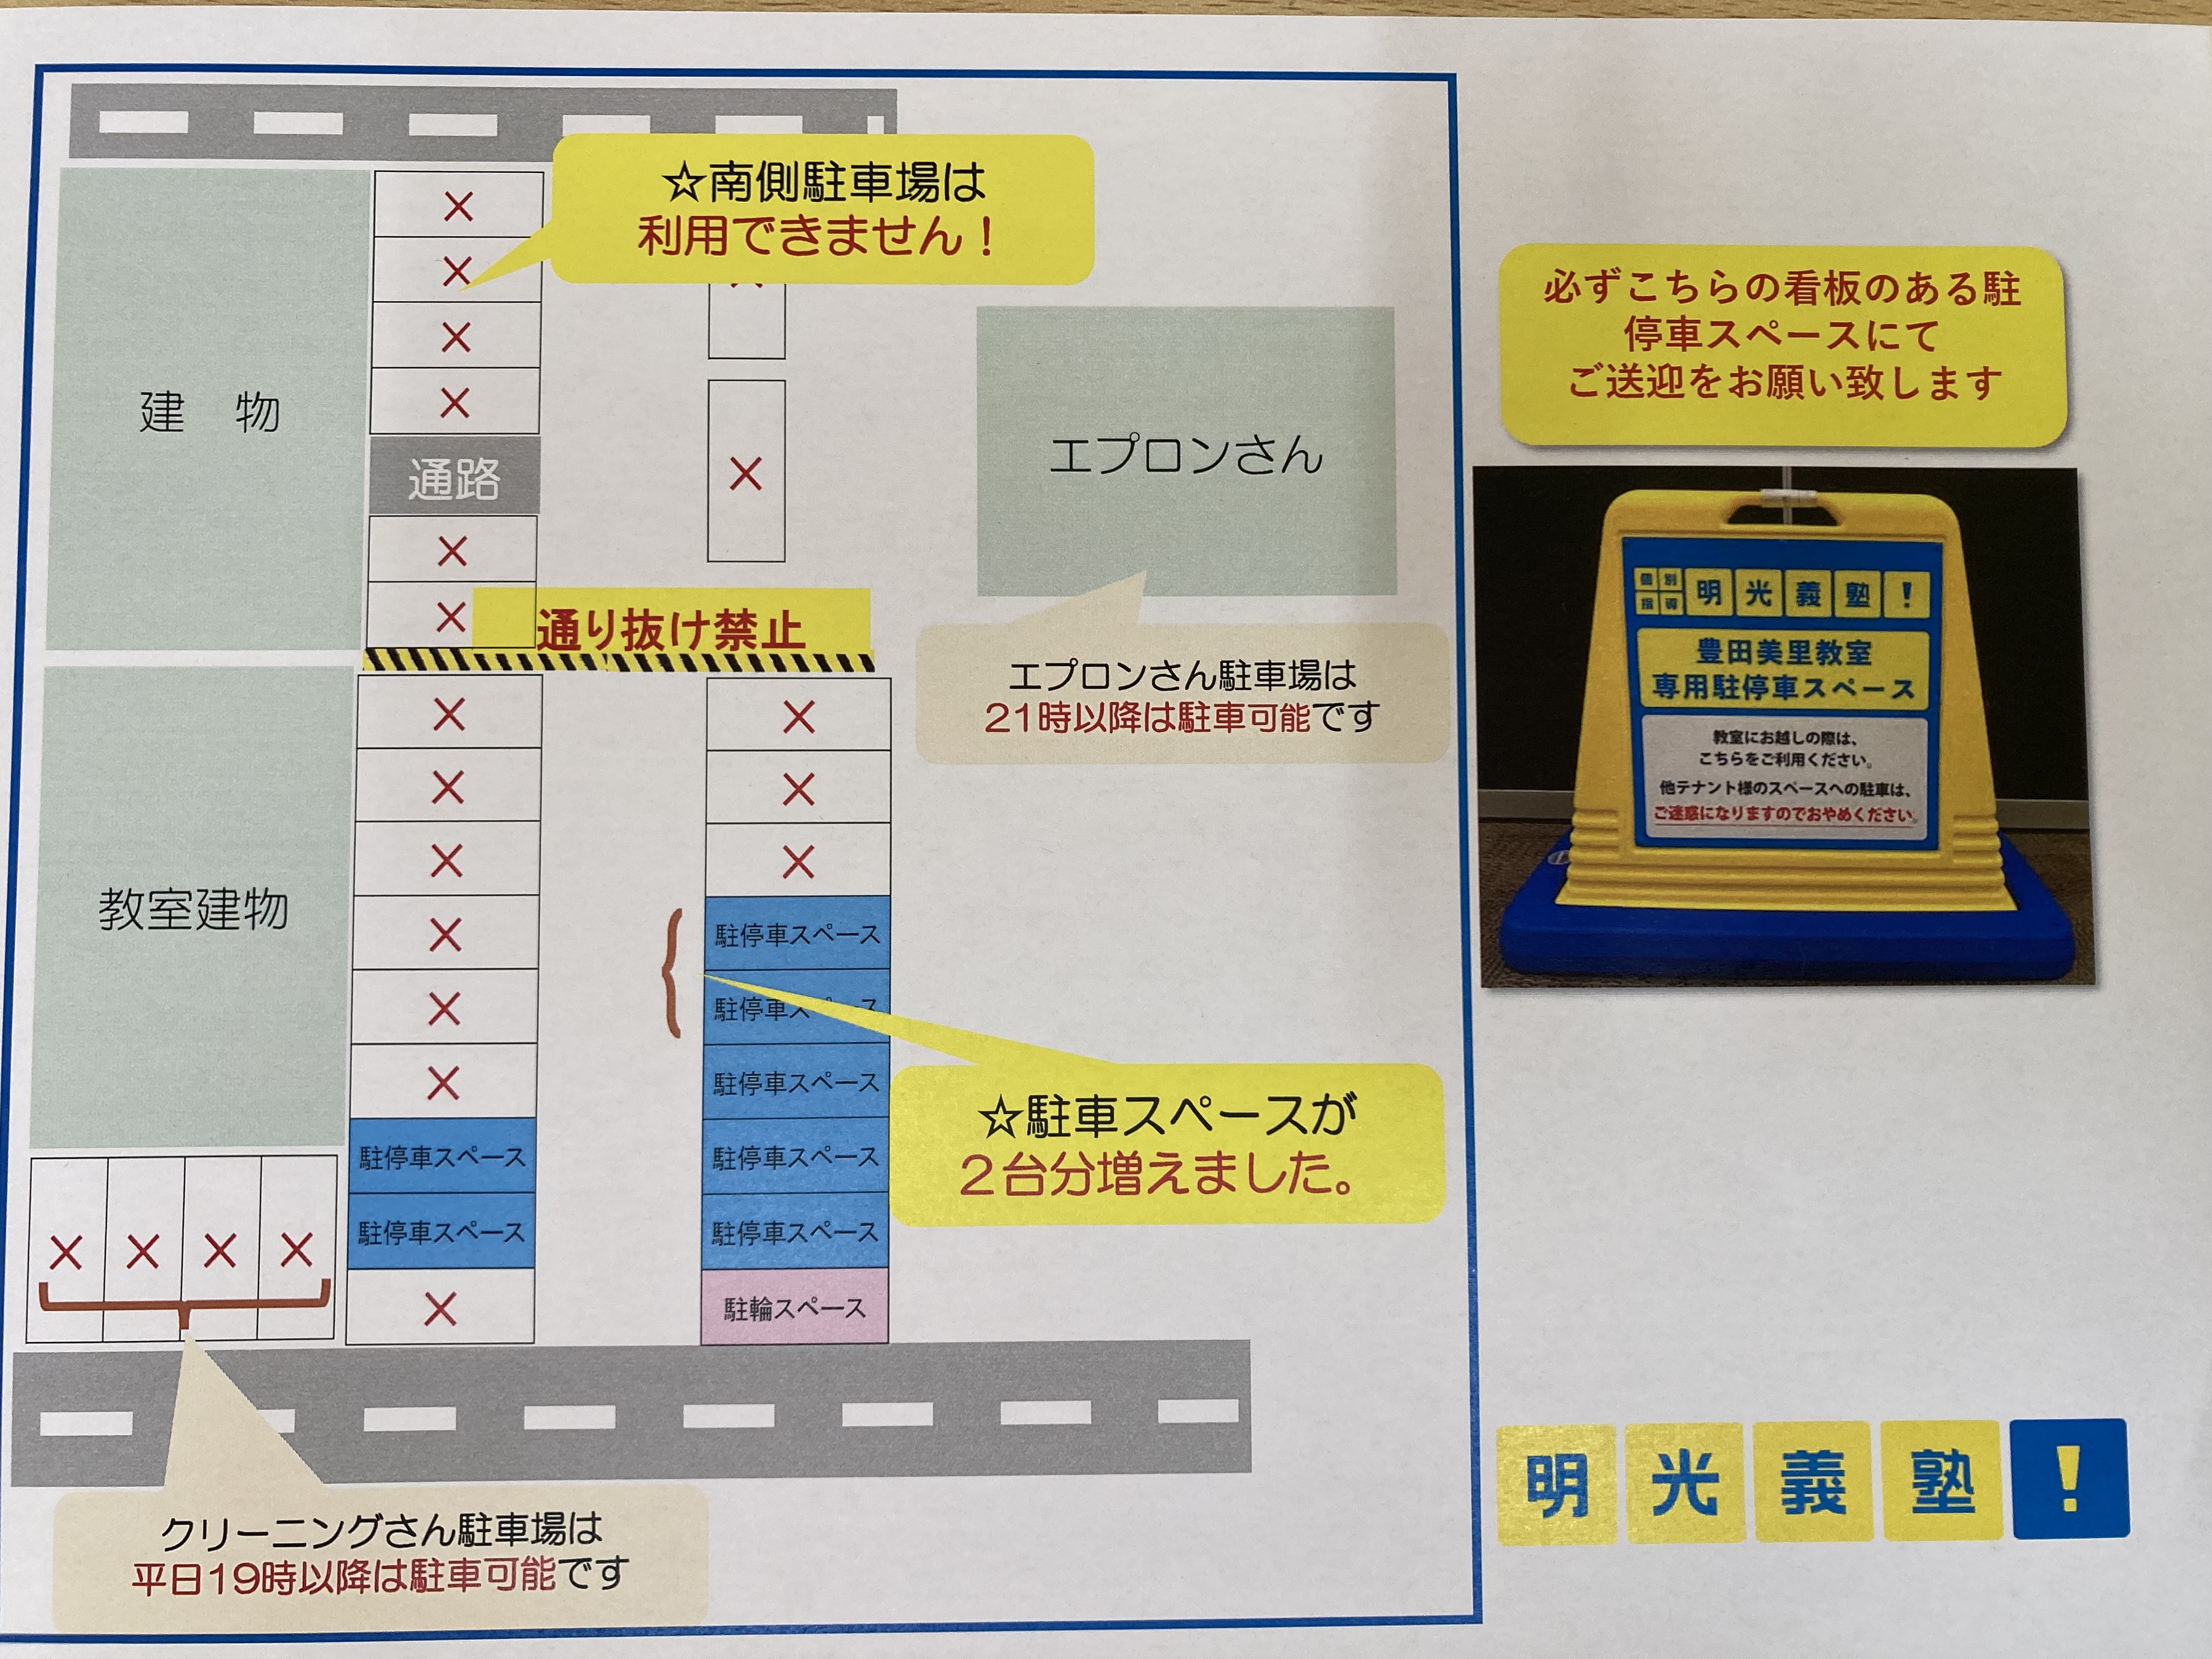 ☆南側駐車場は
利用できません！
×
×
×
×
建　物
通路
×
×
×
通り抜け禁止
エプロンさん
エプロンさん駐車場は
21時以降は駐車可能です
×
×
×
×
×
×
教室建物
×
×
×
駐停車スペース
駐停車スペース
駐停車スペース
駐停車スペース
駐停車スペース
駐停車スペース
駐停車スペース
☆駐車スペースが
２台分増えました。
× × × ×
×
駐輪スペース
クリーニングさん駐車場は
平日19時以降は駐車可能です
必ずこちらの看板のある駐
停車スペースにて
ご送迎をお願い致します
個別
指導
明光義塾！
豊田美里教室
専用駐停車スペース
教室にお越しの際は、
こちらをご利用ください。
他テナント様のスペースへの駐車は、
ご迷惑になりますのでおやめください。
明光義塾！